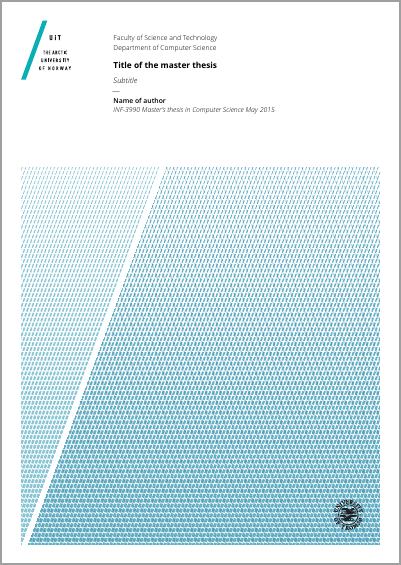 UiT
THE ARCTIC
UNIVERSITY
OF NORWAY
Faculty of Science and Technology
Department of Computer Science
Title of the master thesis
Subtitle
—
Name of author
INF-3990 Master's thesis in Computer Science May 2015